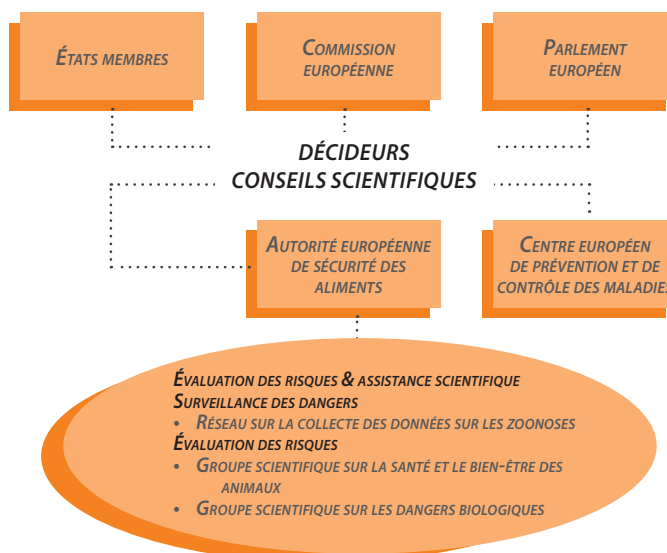 ÉTATS MEMBRES
COMMISSION
EUROPÉENNE
PARLEMENT
EUROPÉEN
DÉCIDEURS
CONSEILS SCIENTIFIQUES
AUTORITÉ EUROPÉENNE
DE SÉCURITÉ DES
ALIMENTS
CENTRE EUROPÉEN
DE PRÉVENTION ET DE
CONTRÔLE DES MALADIES
ÉVALUATION DES RISQUES & ASSISTANCE SCIENTIFIQUE
SURVEILLANCE DES DANGERS
• RÉSEAU SUR LA COLLECTE DES DONNÉES SUR LES ZOONOSES
ÉVALUATION DES RISQUES
• GROUPE SCIENTIFIQUE SUR LA SANTÉ ET LE BIEN-ÊTRE DES
ANIMAUX
• GROUPE SCIENTIFIQUE SUR LES DANGERS BIOLOGIQUES